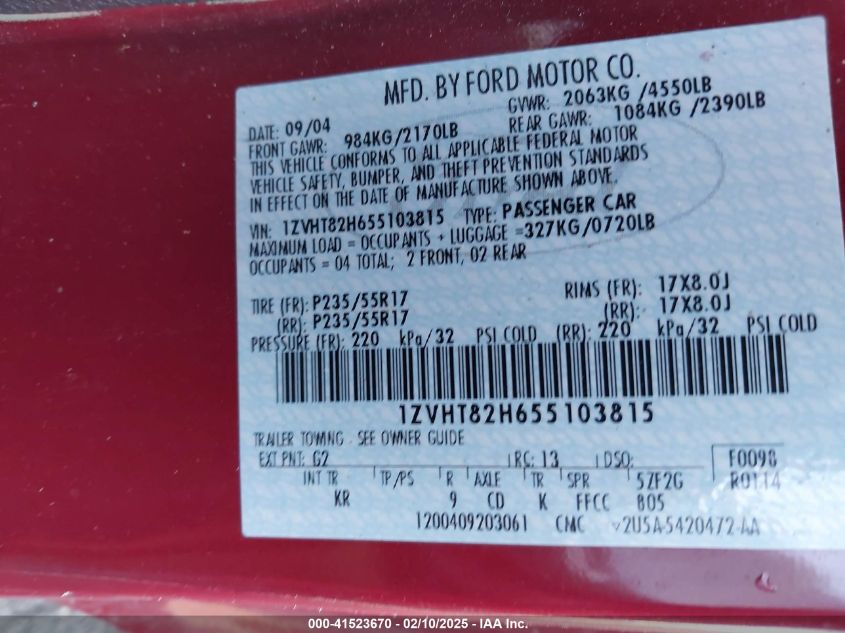 MFD. BY FORD MOTOR CO.
DATE: 09/04 GVWR: 2063KG /4550LB
FRONT GAWR: 984KG/2170LB REAR GAWR: 1084KG /2390LB
THIS VEHICLE CONFORMS TO ALL APPLICABLE FEDERAL MOTOR
VEHICLE SAFETY, BUMPER, AND THEFT PREVENTION STANDARDS
IN EFFECT ON THE DATE OF MANUFACTURE SHOWN ABOVE.
VIN: 1ZVHT82H655103815 TYPE: PASSENGER CAR
MAXIMUM LOAD = OCCUPANTS + LUGGAGE =327KG/0720LB
OCCUPANTS = 04 TOTAL; 2 FRONT, 02 REAR
TIRE (FR): P235/55R17 RIMS (FR): 17X8.0J
(RR): P235/55R17 (RR): 17X8.0J
PRESSURE (FR): 220 kPa/32 PSI COLD (RR): 220 kPa/32 PSI COLD
1ZVHT82H655103815
TRAILER TOWING - SEE OWNER GUIDE
EXT PNT: G2 RC: 13 DSO: F0098
INT TR TP/PS R AXLE TR SPR 5ZF2G R0114
KR 9 CD K FFCC 805
1200409203061 CMC V2U5A-5420472-AA
000-41523670 - 02/10/2025 - IAA Inc.